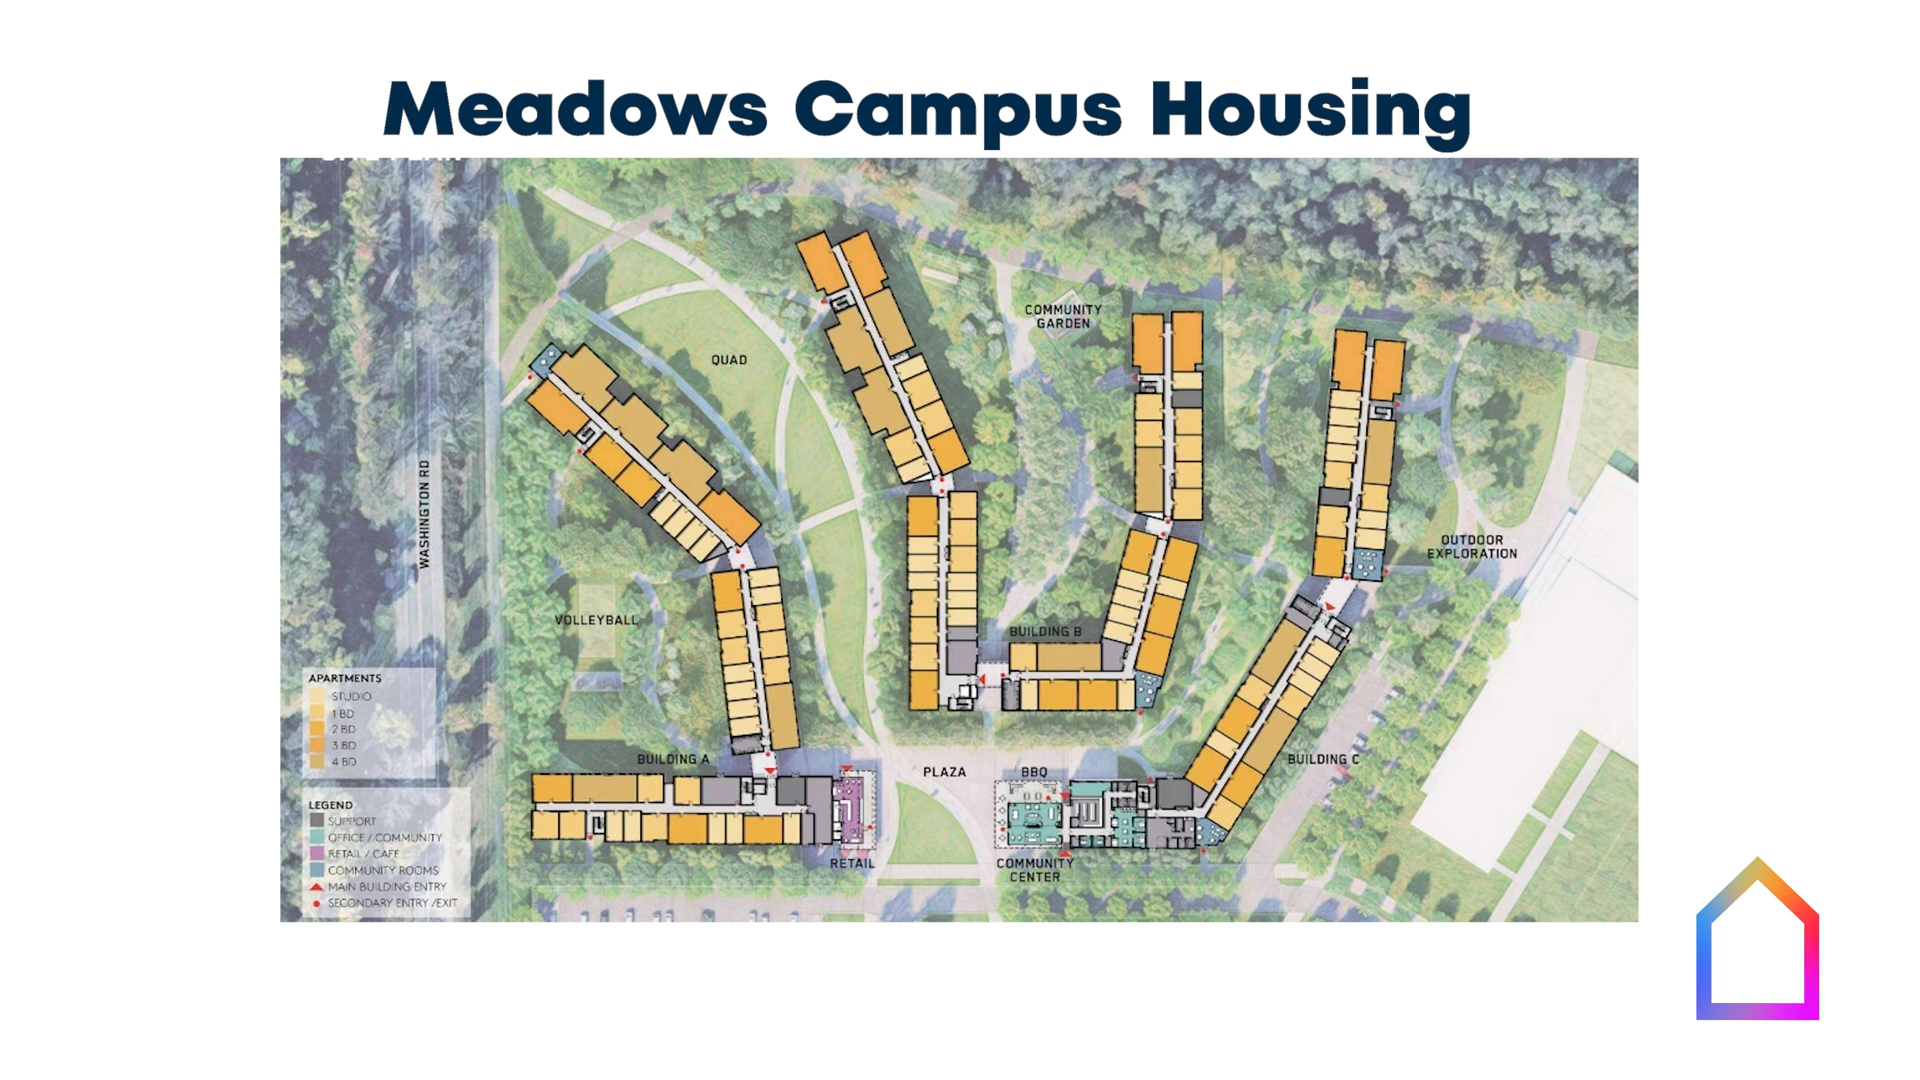 Meadows Campus Housing
COMMUNITY
GARDEN
QUAD
WASHINGTON RD
OUTDOOR
EXPLORATION
VOLLEYBALL
BUILDING B
BUILDING A
PLAZA
BBQ
BUILDING C
RETAIL
COMMUNITY
CENTER
APARTMENTS
STUDIO
1 BD
2 BD
3 BD
4 BD
LEGEND
SUPPORT
OFFICE / COMMUNITY
RETAIL / CAFE
COMMUNITY ROOMS
MAIN BUILDING ENTRY
SECONDARY ENTRY /EXIT